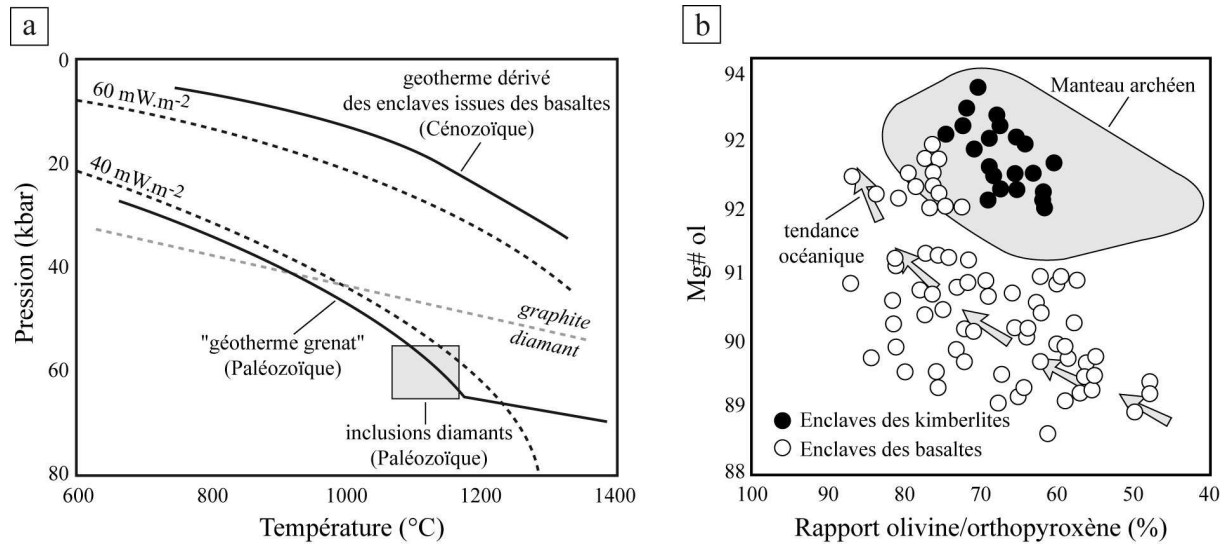 a
0
20
40
60
80
Pression (kbar)
60 mW.m-2
40 mW.m-2
geotherme dérivé
des enclaves issues des basaltes
(Cénozoïque)
graphite
diamant
"géotherme grenat"
(Paléozoïque)
inclusions diamants
(Paléozoïque)
600
800
1000
1200
1400
Température (°C)
b
94
92
92
91
90
89
88
Mg# ol
Manteau archéen
tendance
océanique
Enclaves des kimberlites
Enclaves des basaltes
100
90
80
70
60
50
40
Rapport olivine/orthopyroxène (%)